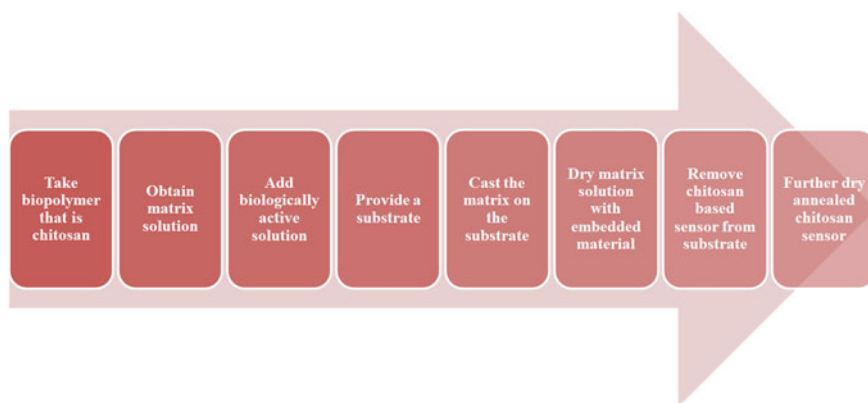 Take
biopolymer
that is
chitosan
Obtain
matrix
solution
Add
biologically
active
solution
Provide a
substrate
Cast the
matrix on
the
substrate
Dry matrix
solution
with
embedded
material
Remove
chitosan
based
sensor from
substrate
Further dry
annealed
chitosan
sensor